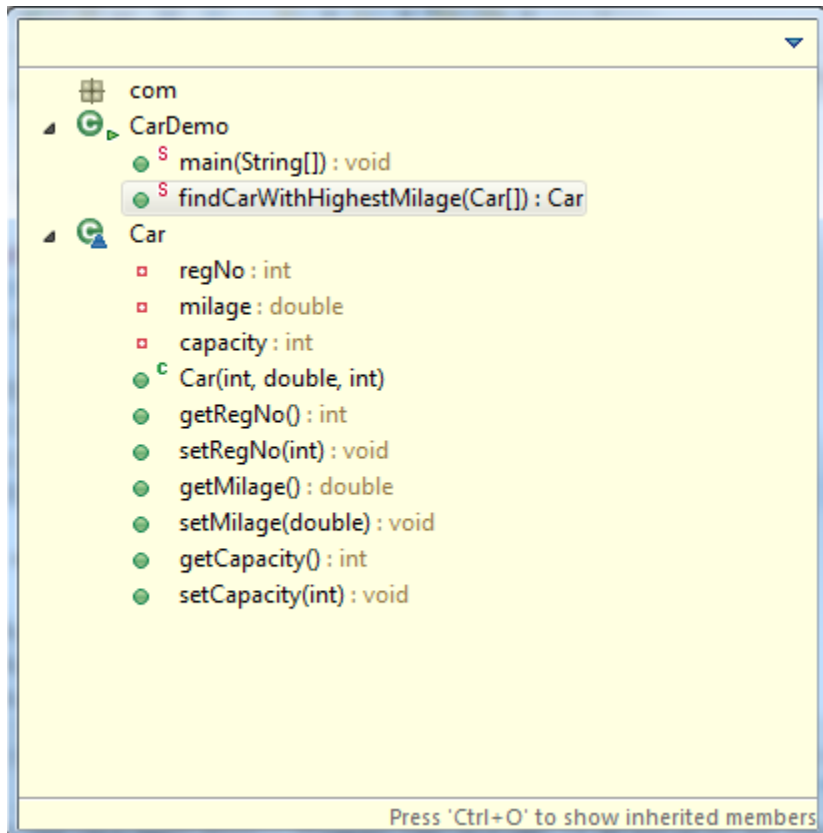 com
CarDemo
S main(String[]) : void
S findCarWithHighestMilage(Car[]) : Car
Car
regNo : int
milage : double
capacity : int
C Car(int, double, int)
getRegNo() : int
setRegNo(int) : void
getMilage() : double
setMilage(double) : void
getCapacity() : int
setCapacity(int) : void
Press 'Ctrl+O' to show inherited members